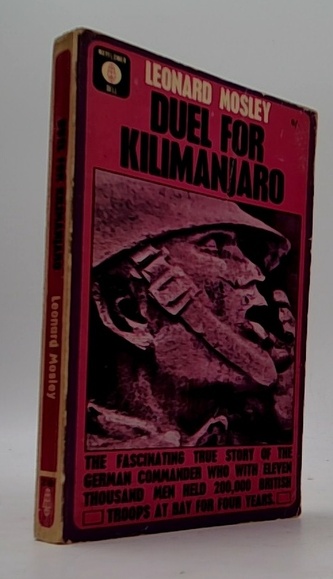 LEONARD MOSLEY
DUEL FOR
KILIMANJARO
THE FASCINATING TRUE STORY OF THE
GERMAN COMMANDER WHO WITH ELEVEN
THOUSAND MEN HELD 200,000 BRITISH
TROOPS AT BAY FOR FOUR YEARS.
Leonard Mosley